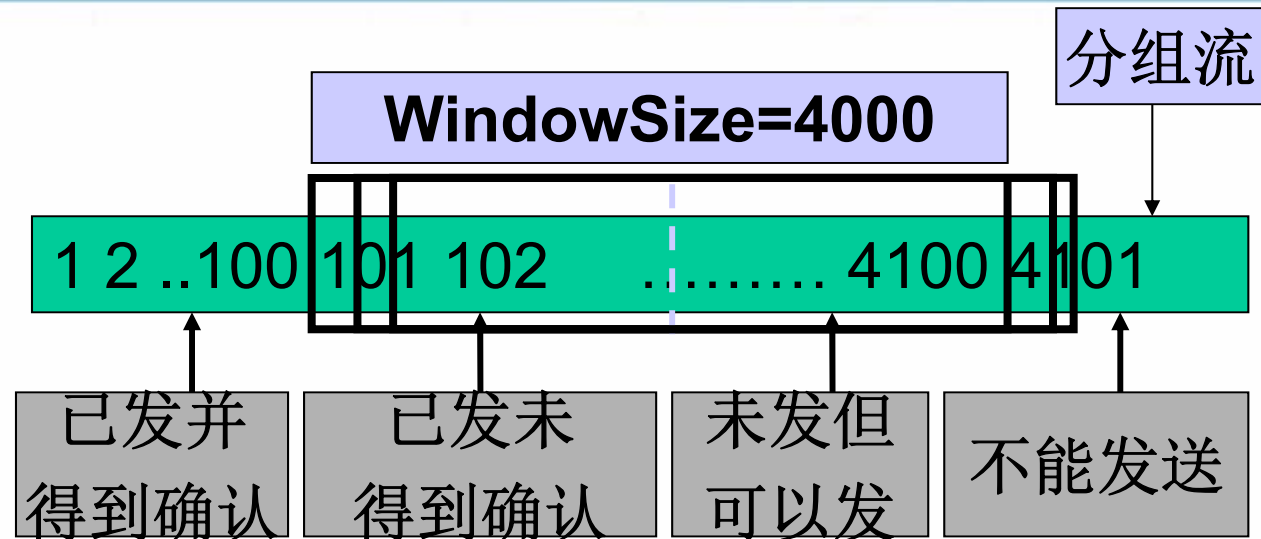 分组流
WindowSize=4000
1 2 ..100 101 102 ......... 4100 4101
已发并
得到确认
已发未
得到确认
未发但
可以发
不能发送